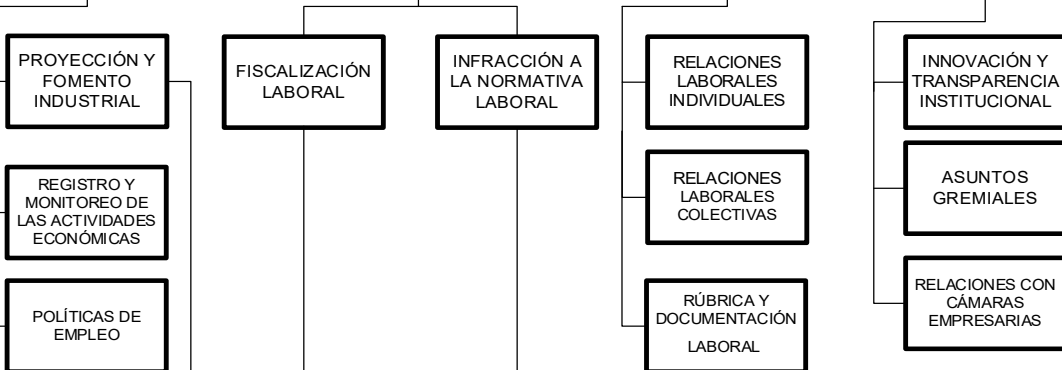 PROYECCIÓN Y
FOMENTO
INDUSTRIAL
FISCALIZACIÓN
LABORAL
INFRACCIÓN A
LA NORMATIVA
LABORAL
RELACIONES
LABORALES
INDIVIDUALES
INNOVACIÓN Y
TRANSPARENCIA
INSTITUCIONAL
REGISTRO Y
MONITOREO DE
LAS ACTIVIDADES
ECONÓMICAS
RELACIONES
LABORALES
COLECTIVAS
ASUNTOS
GREMIALES
POLÍTICAS DE
EMPLEO
RÚBRICA Y
DOCUMENTACIÓN
LABORAL
RELACIONES CON
CÁMARAS
EMPRESARIAS